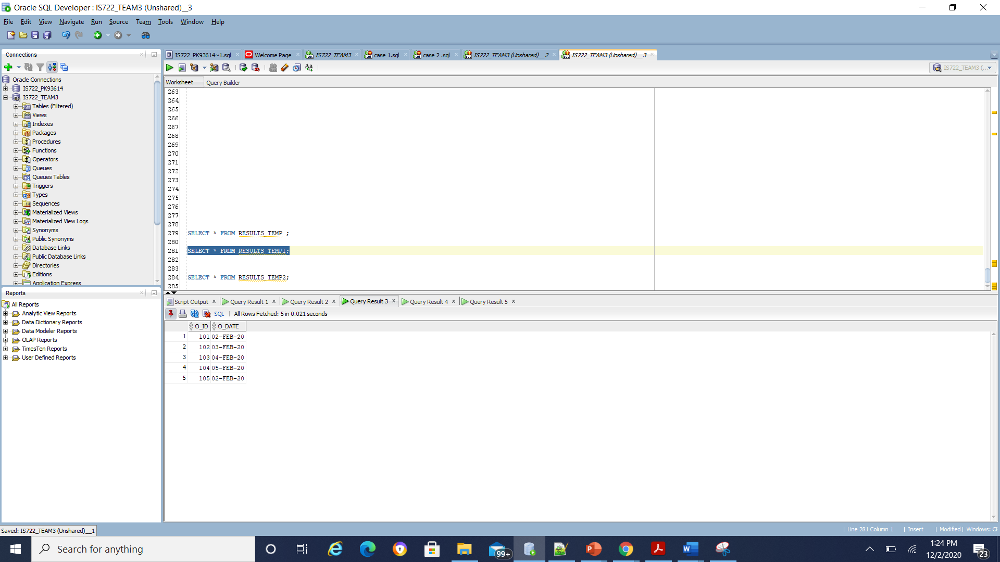 Oracle SQL Developer : IS722_TEAM3 (Unshared)__3
File Edit View Navigate Run Source Team Tools Window Help
Connections
Oracle Connections
IS722_PK93614
IS722_TEAM3
Tables (Filtered)
Views
Indexes
Packages
Procedures
Functions
Operators
Queues
Queues Tables
Triggers
Types
Sequences
Materialized Views
Materialized View Logs
Synonyms
Public Synonyms
Database Links
Public Database Links
Directories
Editions
Application Express
Reports
All Reports
Analytic View Reports
Data Dictionary Reports
Data Modeler Reports
OLAP Reports
TimesTen Reports
User Defined Reports
IS722_PK93614~1.sql Welcome Page IS722_TEAM3 case 1.sql case 2 .sql IS722_TEAM3 (Unshared)__2 IS722_TEAM3 (Unshared)__3
IS722_TEAM3 (...
Worksheet Query Builder
263
264
265
266
267
268
269
270
271
272
273
274
275
276
277
278
279 SELECT * FROM RESULTS_TEMP ;
280
281 SELECT * FROM RESULTS_TEMP1;
282
283
284 SELECT * FROM RESULTS_TEMP2;
285
Script Output Query Result 1 Query Result 2 Query Result 3 Query Result 4 Query Result 5
SQL All Rows Fetched: 5 in 0.021 seconds
O_ID O_DATE
1 101 02-FEB-20
2 102 03-FEB-20
3 103 04-FEB-20
4 104 05-FEB-20
5 105 02-FEB-20
Saved: IS722_TEAM3 (Unshared)__1
Line 281 Column 1 Insert Modified Windows:
Search for anything
99+
1:24 PM
12/2/2020
23